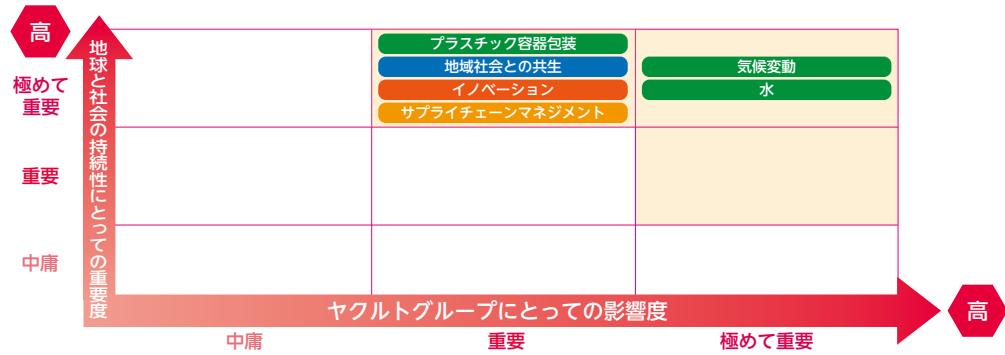 高
地球と社会の持続性にとっての重要度
極めて
重要
重要
中庸
プラスチック容器包装
地域社会との共生
イノベーション
サプライチェーンマネジメント
気候変動
水
ヤクルトグループにとっての影響度
高
中庸
重要
極めて重要